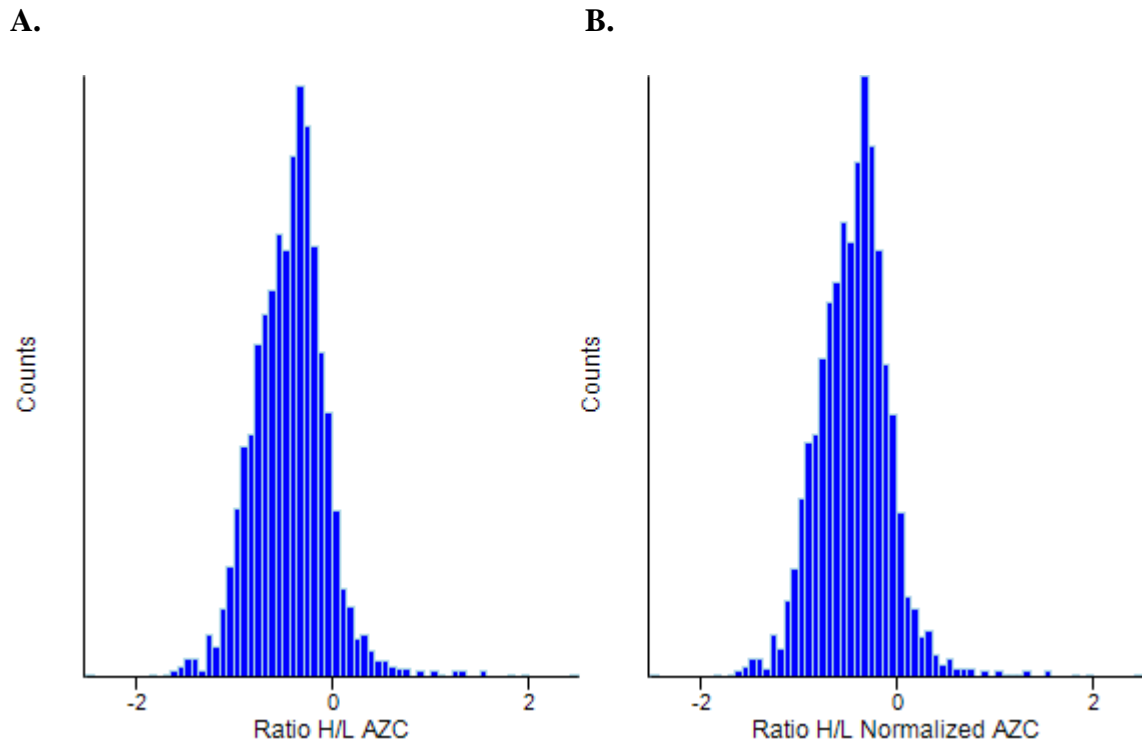 A.
B.
Counts
-2 0 2
Ratio H/L AZC
Counts
-2 0 2
Ratio H/L Normalized AZC